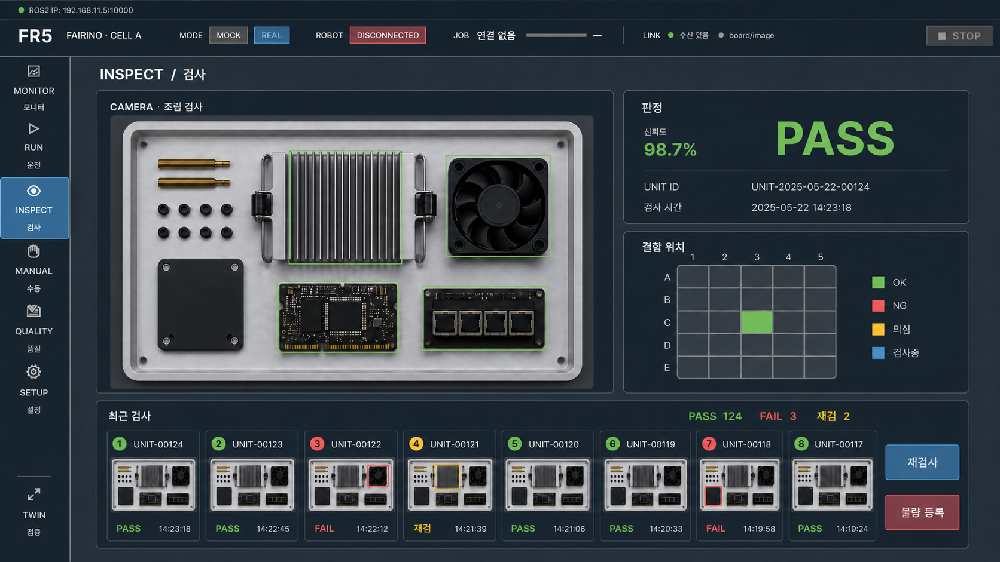 ROS2 IP: 192.168.11.5:10000
FR5 FAIRINO · CELL A MODE MOCK REAL ROBOT DISCONNECTED JOB 연결 없음 — LINK 수신 있음 board/image STOP
MONITOR
모니터
RUN
운전
INSPECT
검사
MANUAL
수동
QUALITY
품질
SETUP
설정
TWIN
점종
INSPECT / 검사
CAMERA · 조립 검사
판정
신뢰도
98.7%
PASS
UNIT ID UNIT-2025-05-22-00124
검사 시간 2025-05-22 14:23:18
결함 위치
1 2 3 4 5
A
B
C
D
E
OK
NG
의심
검사중
최근 검사 PASS 124 FAIL 3 재검 2
1 UNIT-00124
PASS 14:23:18
2 UNIT-00123
PASS 14:22:45
3 UNIT-00122
FAIL 14:22:12
4 UNIT-00121
재검 14:21:39
5 UNIT-00120
PASS 14:21:06
6 UNIT-00119
PASS 14:20:33
7 UNIT-00118
FAIL 14:19:58
8 UNIT-00117
PASS 14:19:24
재검사
불량 등록